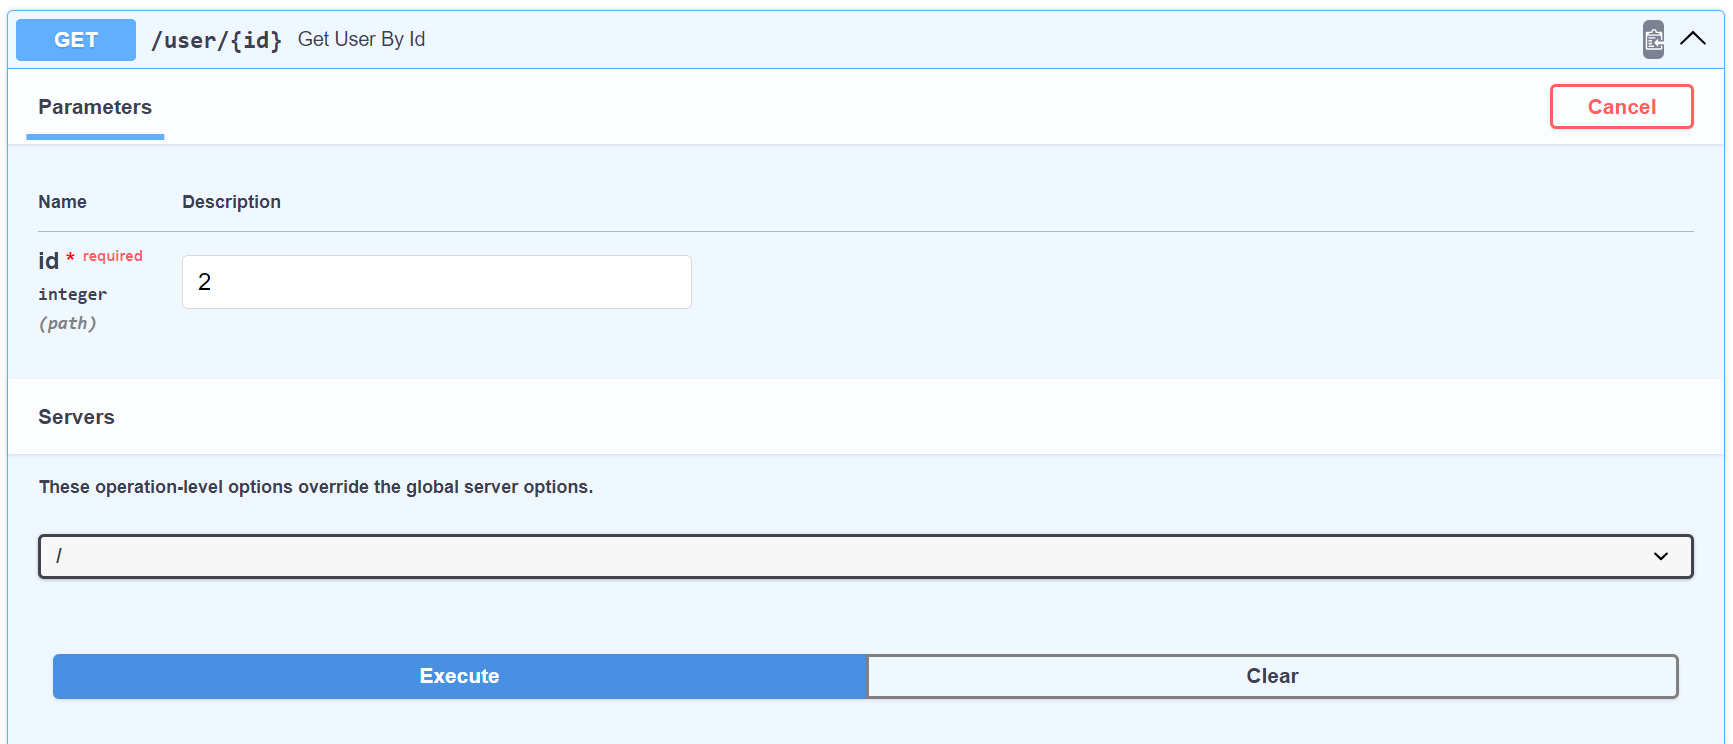 GET /user/{id} Get User By Id
Parameters Cancel
Name Description
id * required
2
integer
(path)
Servers
These operation-level options override the global server options.
/
Execute Clear